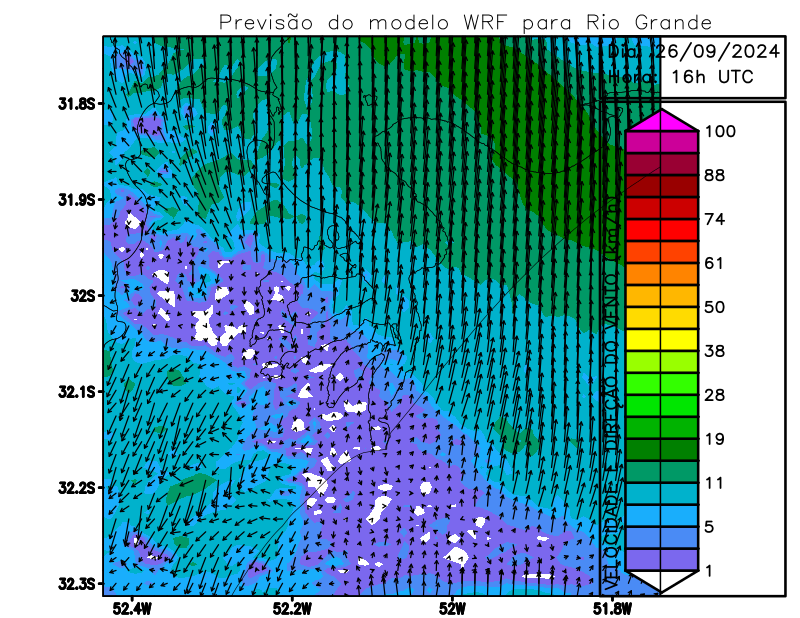 Previsão do modelo WRF para Rio Grande
Dia: 26/09/2024
Hora: 16h UTC
31.8S
31.9S
32S
32.1S
32.2S
32.3S
52.4W
52.2W
52W
51.8W
VELOCIDADE E DIREÇÃO DO VENTO (km/h)
100
88
74
61
50
38
28
19
11
5
1